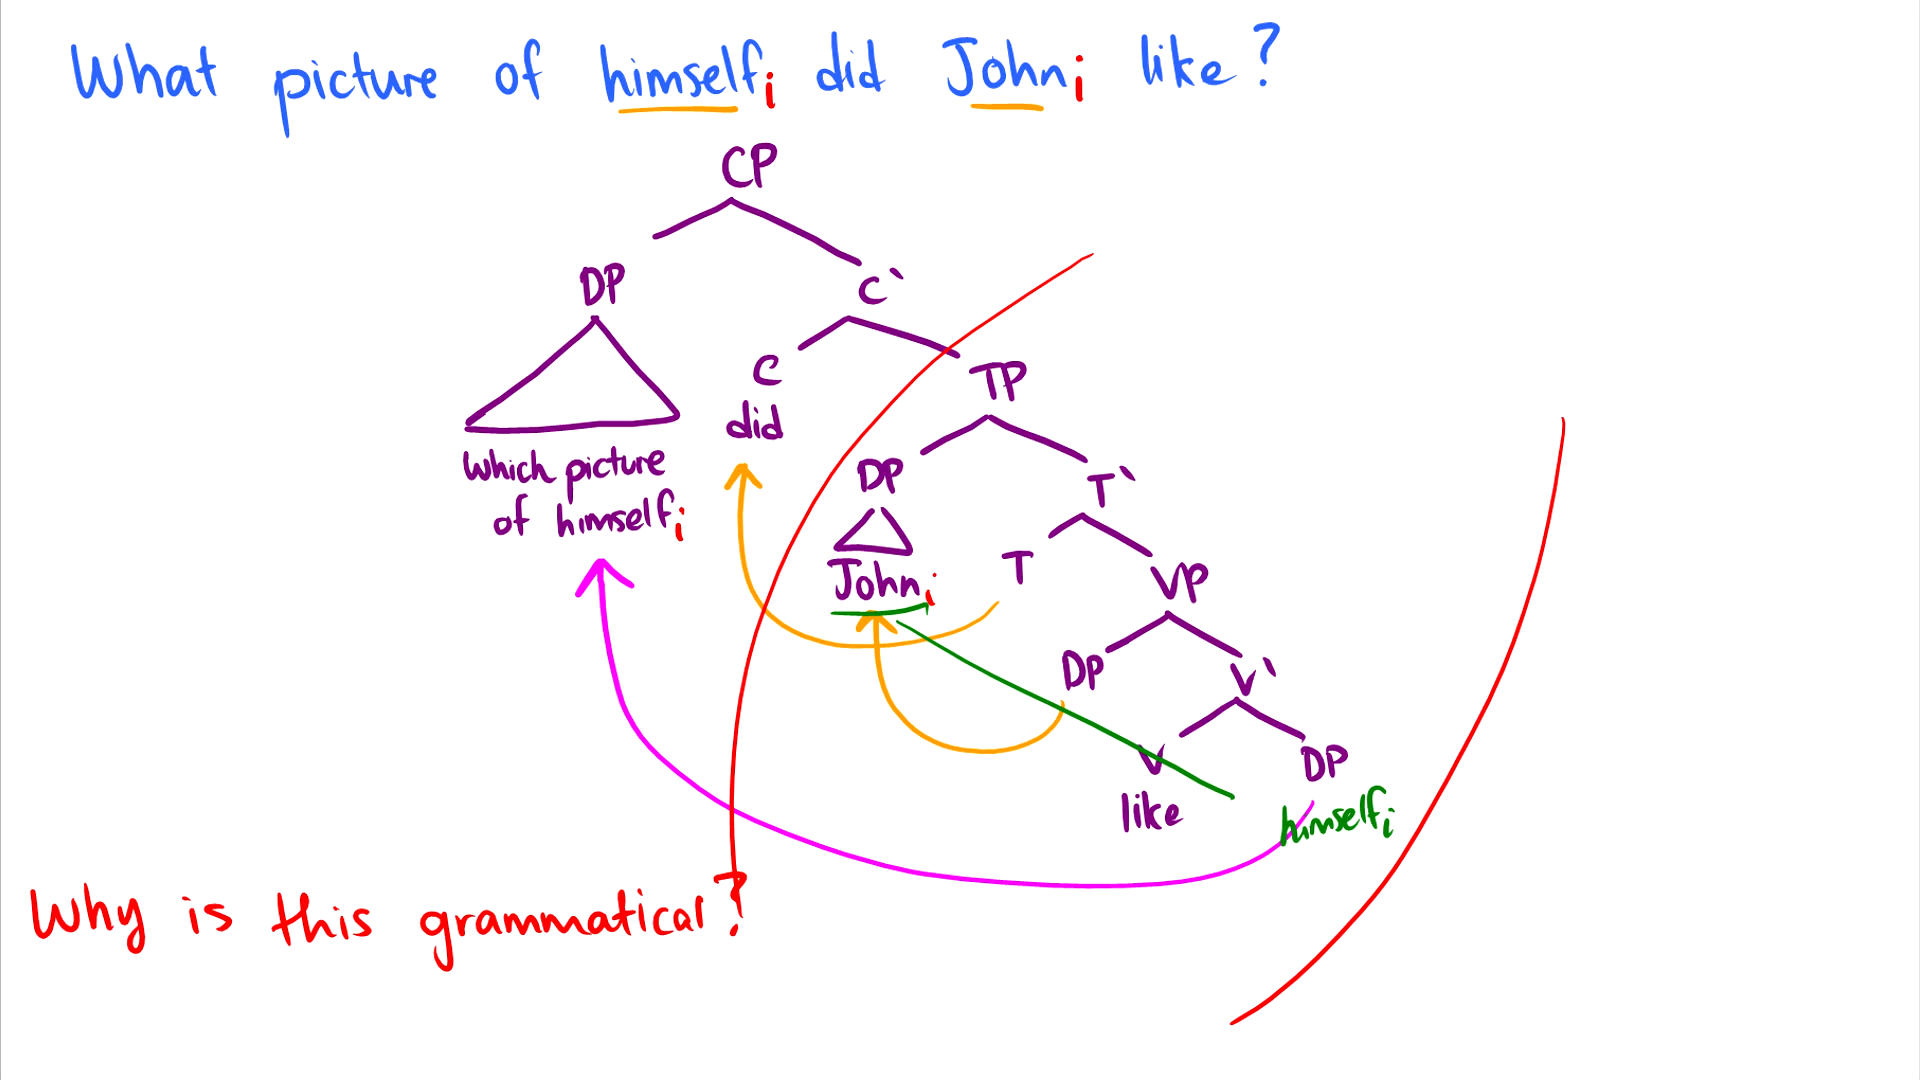 What picture of himselfi did Johni like?
CP
DP C`
C TP
did
which picture
of himselfi
DP T`
Johni T VP
DP V`
V DP
like himselfi
Why is this grammatical?